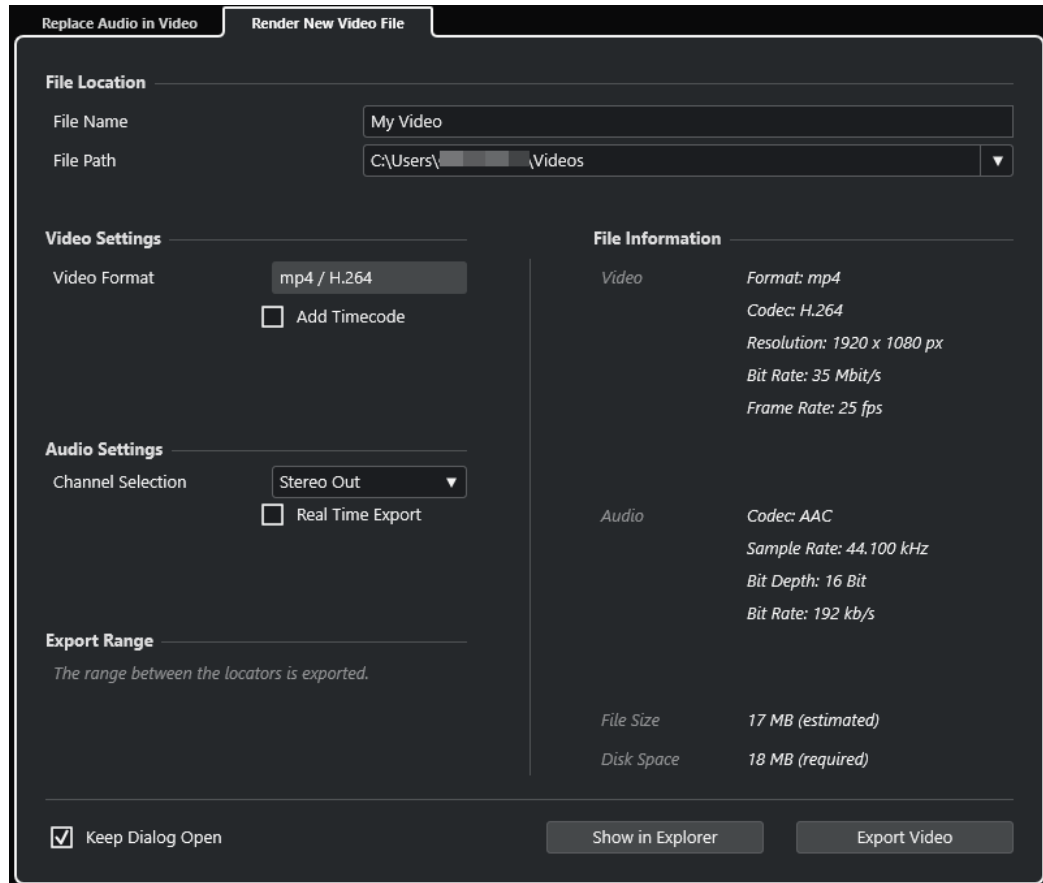 Replace Audio in Video
Render New Video File
File Location
File Name
My Video
File Path
C:\Users\ \Videos
Video Settings
Video Format
mp4 / H.264
Add Timecode
Audio Settings
Channel Selection
Stereo Out
Real Time Export
Export Range
The range between the locators is exported.
File Information
Video
Format: mp4
Codec: H.264
Resolution: 1920 x 1080 px
Bit Rate: 35 Mbit/s
Frame Rate: 25 fps
Audio
Codec: AAC
Sample Rate: 44.100 kHz
Bit Depth: 16 Bit
Bit Rate: 192 kb/s
File Size
17 MB (estimated)
Disk Space
18 MB (required)
Keep Dialog Open
Show in Explorer
Export Video